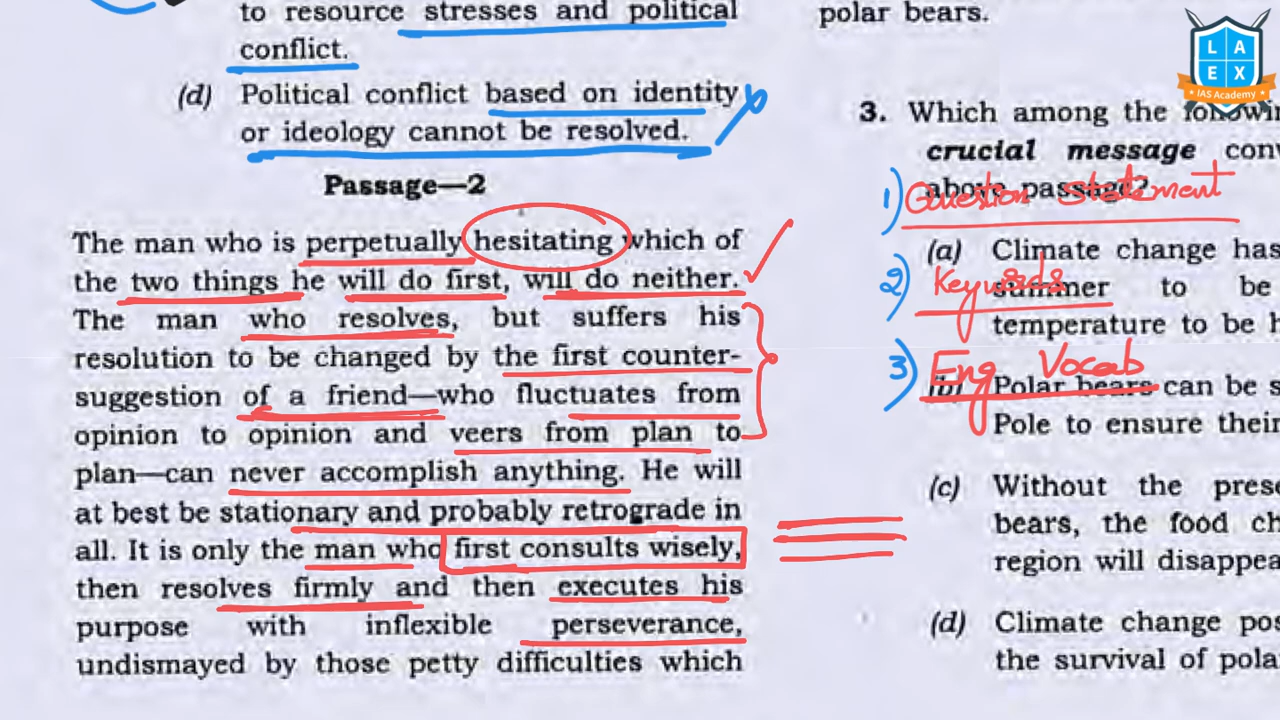 to resource stresses and political
conflict.
(d) Political conflict based on identity
or ideology cannot be resolved.
Passage—2
The man who is perpetually hesitating which of
the two things he will do first, will do neither.
The man who resolves, but suffers his
resolution to be changed by the first counter-
suggestion of a friend—who fluctuates from
opinion to opinion and veers from plan to
plan—can never accomplish anything. He will
at best be stationary and probably retrograde in
all. It is only the man who first consults wisely,
then resolves firmly and then executes his
purpose with inflexible perseverance,
undismayed by those petty difficulties which
polar bears.
3. Which among the followin
crucial message conv
above passage?
1) Question Statement
(a) Climate change has
2) Keywords
summer to be
temperature to be h
3) Eng Vocab
(b) Polar bears can be s
Pole to ensure their
(c) Without the prese
bears, the food ch
region will disappea
(d) Climate change pos
the survival of pola
LA
EX
IAS Academy